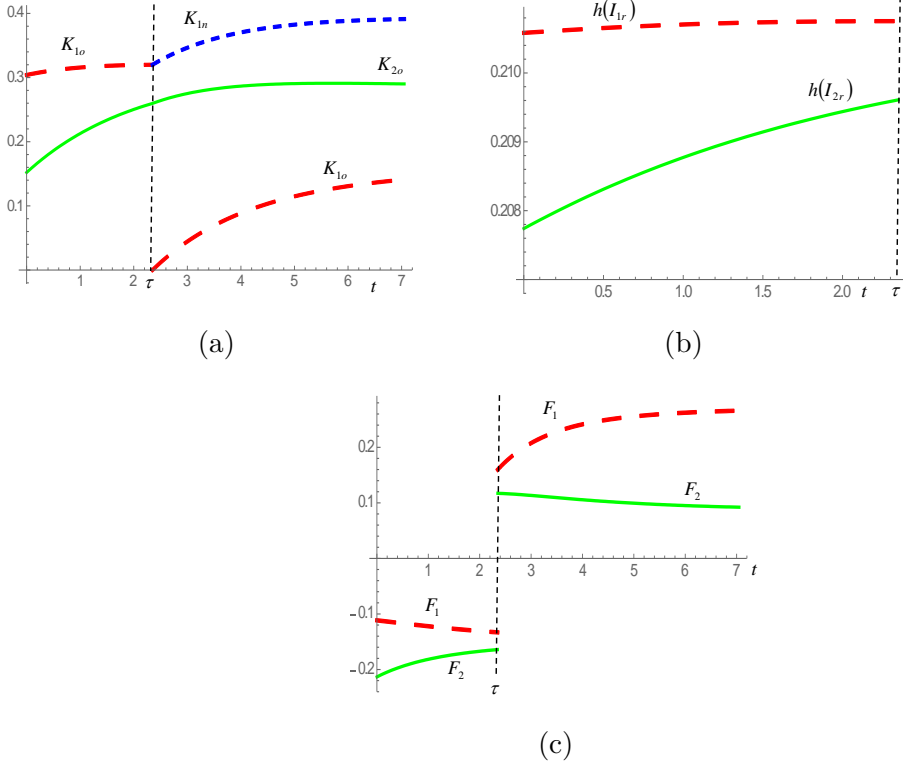 0.4
K1n
K1o
0.3
K2o
0.2
K1o
0.1
2 τ 3 4 5 6 t 7
(a)
h(I1r)
0.210
h(I2r)
0.209
0.208
0.5 1.0 1.5 2.0 t τ
(b)
F1
0.2
F2
0.1
1 2 3 4 5 6 7 t
−0.1
F1
−0.2
F2
τ
(c)